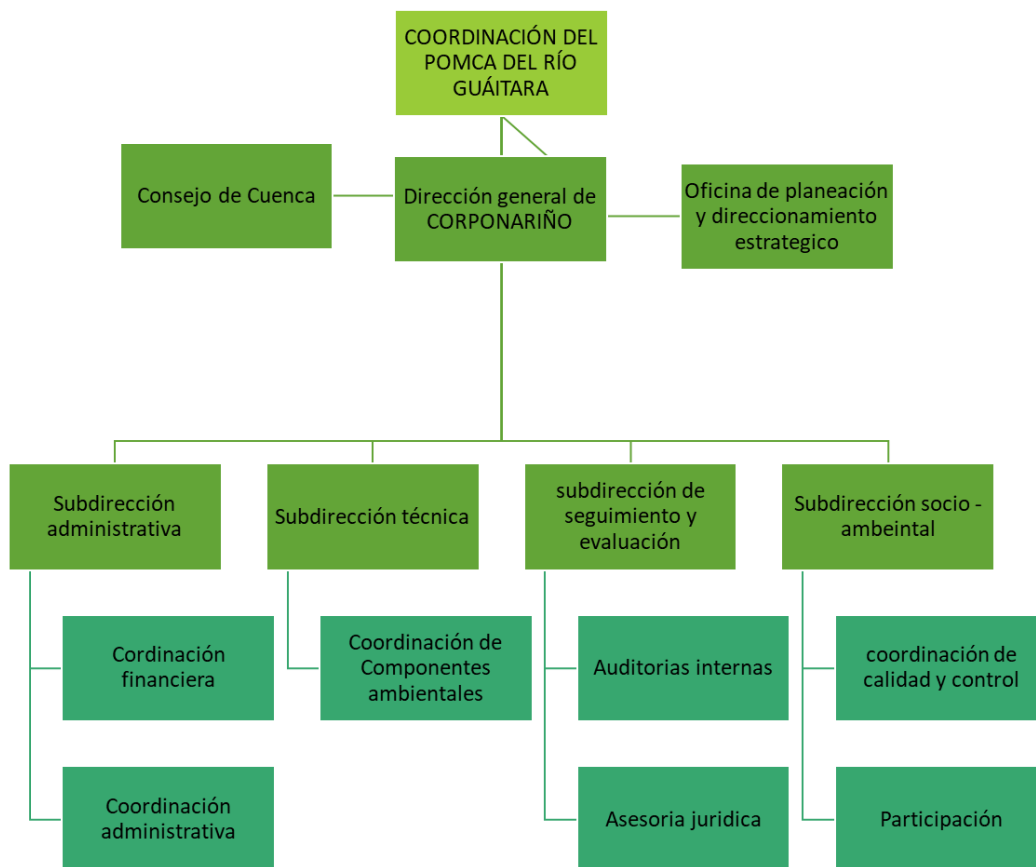 COORDINACIÓN DEL
POMCA DEL RÍO
GUÁITARA
Consejo de Cuenca
Dirección general de
CORPONARIÑO
Oficina de planeación
y direccionamiento
estrategico
Subdirección
administrativa
Subdirección técnica
subdirección de
seguimiento y
evaluación
Subdirección socio -
ambeintal
Cordinación
financiera
Coordinación de
Componentes
ambientales
Auditorias internas
coordinación de
calidad y control
Coordinación
administrativa
Asesoria juridica
Participación